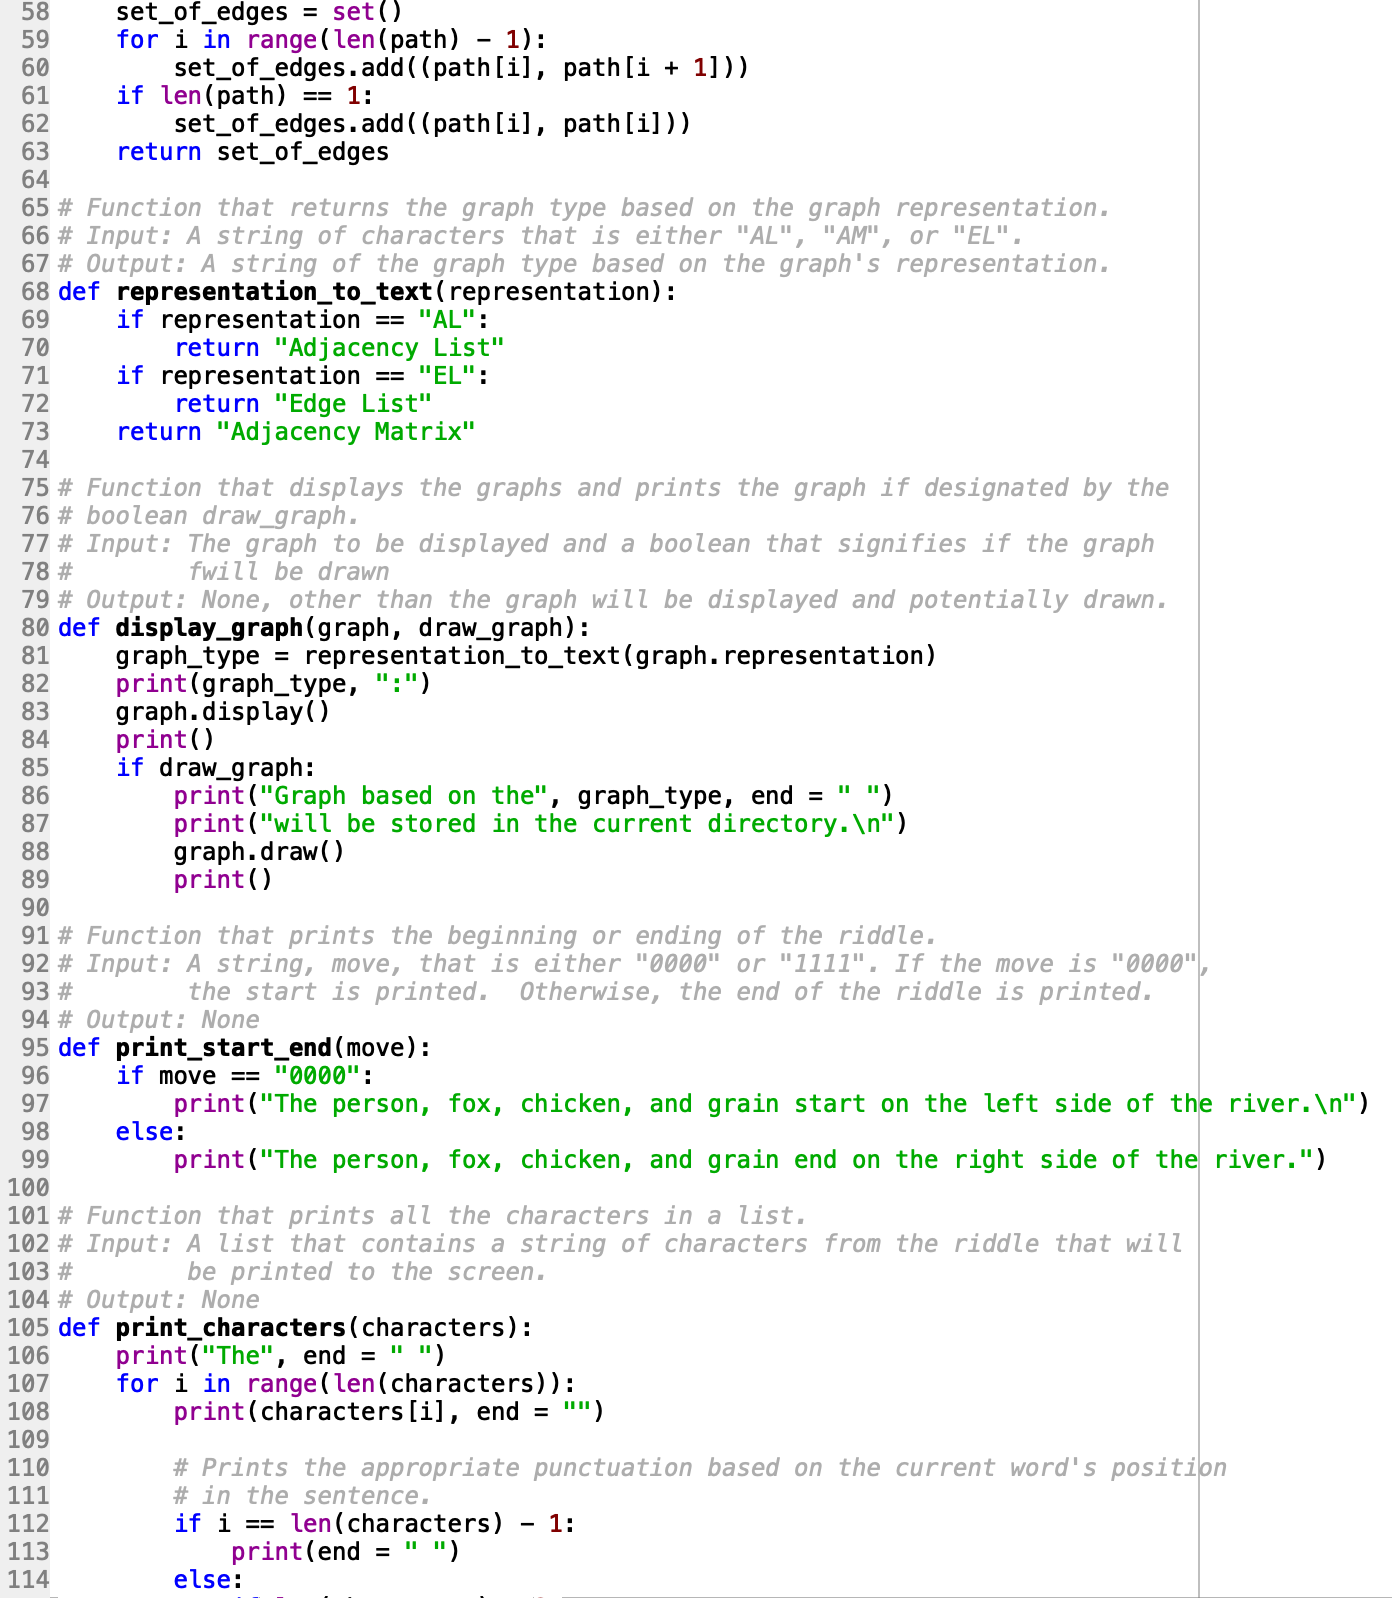 58 set_of_edges = set()
59 for i in range(len(path) - 1):
60 set_of_edges.add((path[i], path[i + 1]))
61 if len(path) == 1:
62 set_of_edges.add((path[i], path[i]))
63 return set_of_edges
64
65 # Function that returns the graph type based on the graph representation.
66 # Input: A string of characters that is either "AL", "AM", or "EL".
67 # Output: A string of the graph type based on the graph's representation.
68 def representation_to_text(representation):
69 if representation == "AL":
70 return "Adjacency List"
71 if representation == "EL":
72 return "Edge List"
73 return "Adjacency Matrix"
74
75 # Function that displays the graphs and prints the graph if designated by the
76 # boolean draw_graph.
77 # Input: The graph to be displayed and a boolean that signifies if the graph
78 # fwill be drawn
79 # Output: None, other than the graph will be displayed and potentially drawn.
80 def display_graph(graph, draw_graph):
81 graph_type = representation_to_text(graph.representation)
82 print(graph_type, ":")
83 graph.display()
84 print()
85 if draw_graph:
86 print("Graph based on the", graph_type, end = " ")
87 print("will be stored in the current directory.\n")
88 graph.draw()
89 print()
90
91 # Function that prints the beginning or ending of the riddle.
92 # Input: A string, move, that is either "0000" or "1111". If the move is "0000",
93 # the start is printed.  Otherwise, the end of the riddle is printed.
94 # Output: None
95 def print_start_end(move):
96 if move == "0000":
97 print("The person, fox, chicken, and grain start on the left side of the river.\n")
98 else:
99 print("The person, fox, chicken, and grain end on the right side of the river.")
100
101 # Function that prints all the characters in a list.
102 # Input: A list that contains a string of characters from the riddle that will
103 # be printed to the screen.
104 # Output: None
105 def print_characters(characters):
106 print("The", end = " ")
107 for i in range(len(characters)):
108 print(characters[i], end = "")
109
110 # Prints the appropriate punctuation based on the current word's position
111 # in the sentence.
112 if i == len(characters) - 1:
113 print(end = " ")
114 else: